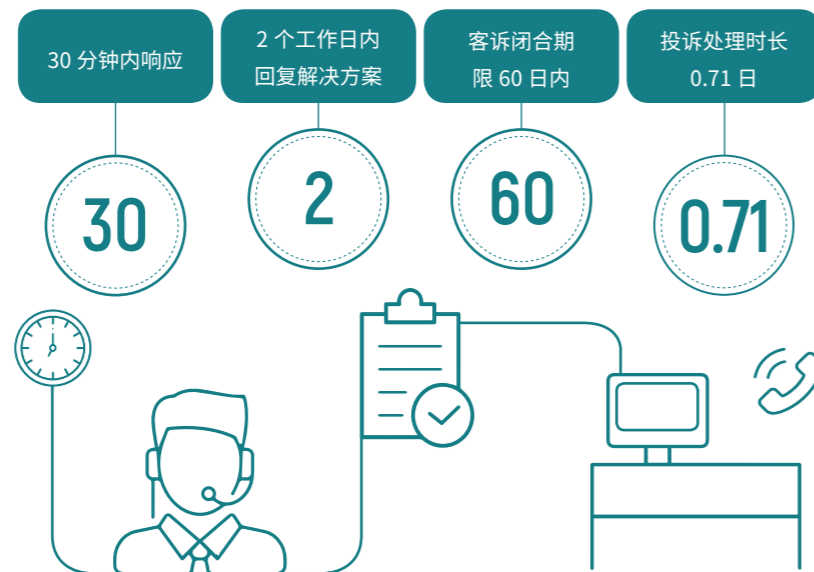 30 分钟内响应
2 个工作日内
回复解决方案
客诉闭合期
限 60 日内
投诉处理时长
0.71 日
30
2
60
0.71